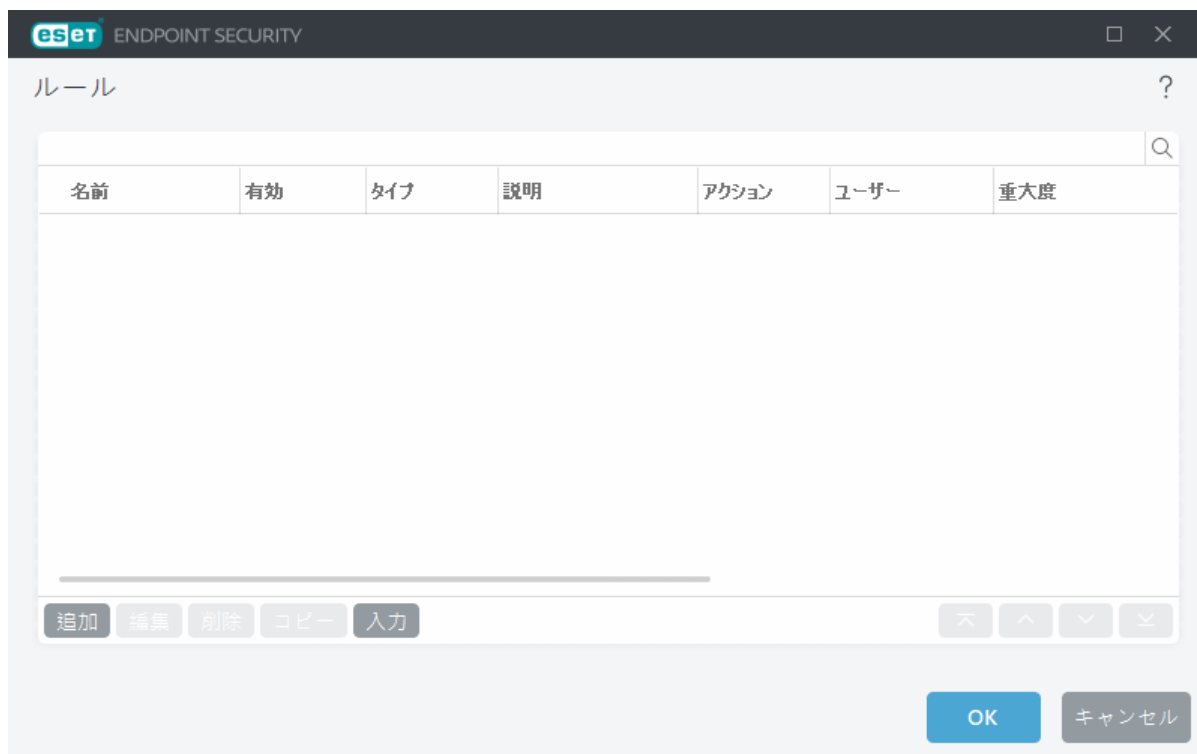 eseT ENDPOINT SECURITY
ルール
?
名前 有効 タイプ 説明 アクション ユーザー 重大度
追加 編集 削除 コピー 入力
OK キャンセル